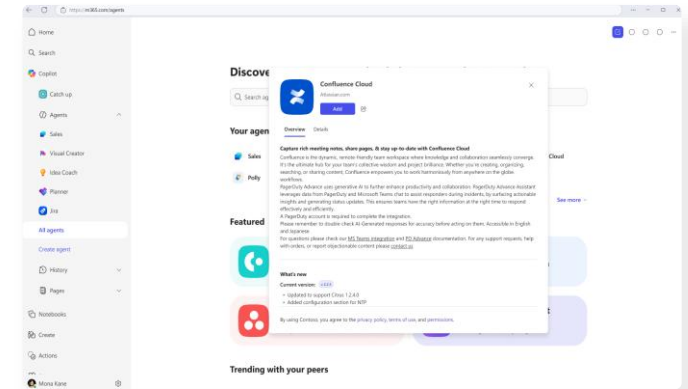 https://m365.com/agents
Home
Search
Copilot
Catch up
Agents
Sales
Visual Creator
Idea Coach
Planner
Jira
All agents
Create agent
History
Pages
Notebooks
Create
Actions
Mona Kane
Discove
Search ag
Your agen
Sales
Polly
Cloud
See more
Featured
Trending with your peers
Confluence Cloud
Atlassian.com
Add
Overview Details
Capture rich meeting notes, share pages, & stay up-to-date with Confluence Cloud
Confluence is the dynamic, remote-friendly team workspace where knowledge and collaboration seamlessly converge.
It's the ultimate hub for your team's collective wisdom and project brilliance. Whether you're creating, organizing,
searching, or sharing content, Confluence empowers you to work harmoniously from anywhere on the globe.
workflows.
PagerDuty Advance uses generative AI to further enhance productivity and collaboration. PagerDuty Advance Assistant
leverages data from PagerDuty and Microsoft Teams chat to assist responders during incidents by surfacing actionable
insights and generating status updates. This ensures teams have the right information at the right time to respond
effectively and efficiently.
A PagerDuty account is required to complete the integration.
Please remember to double check AI-Generated responses for accuracy before acting on them. Accessible in English
and Japanese.
For questions please check our MS Teams integration and PD Advance documentation. For any support requests, help
with orders, or report objectionable content please contact us
What's new
Current version:
Updated to support Citrus 1.2.4.0
Added configuration section for NTP
By using Contoso, you agree to the privacy policy, terms of use, and permissions.